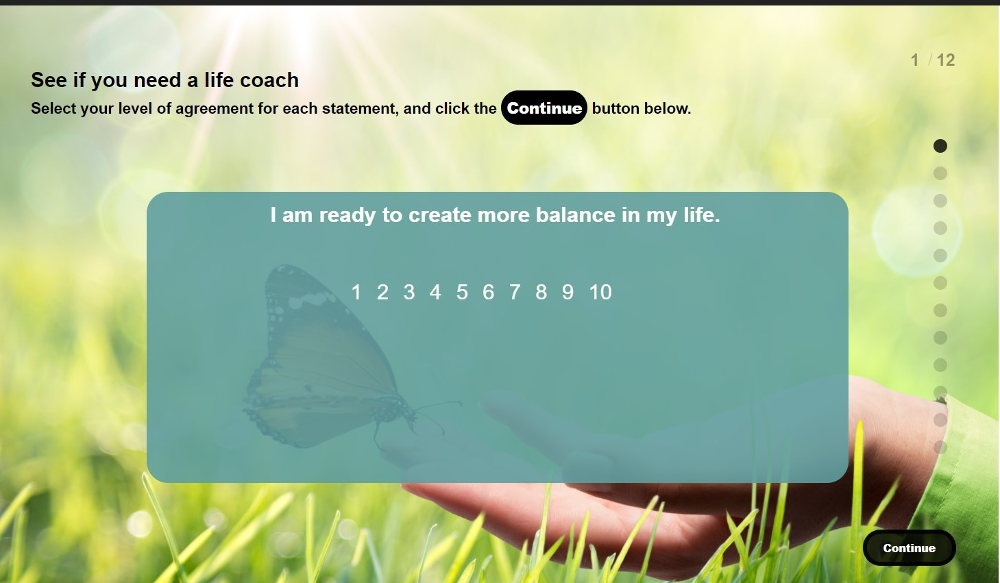 1 / 12
See if you need a life coach
Select your level of agreement for each statement, and click the Continue button below.
I am ready to create more balance in my life.
1 2 3 4 5 6 7 8 9 10
Continue